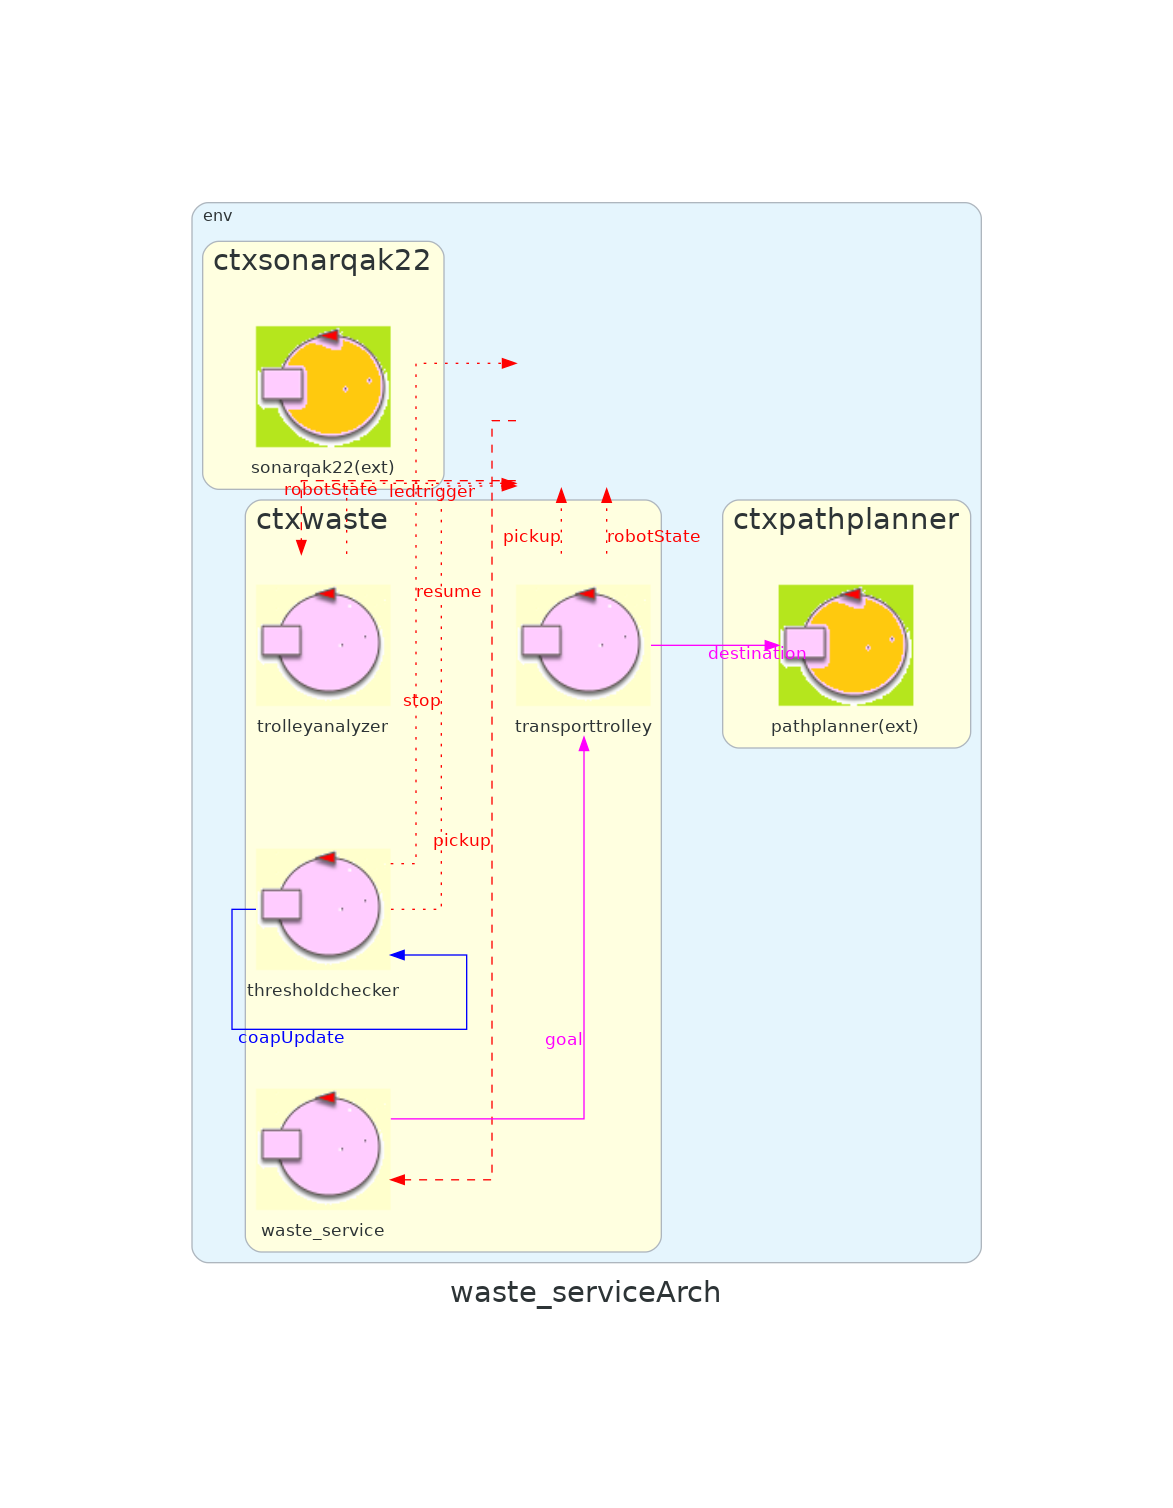 env
ctxsonarqak22
sonarqak22(ext)
robotState
ledtrigger
ctxwaste
ctxpathplanner
pickup
robotState
resume
destination
stop
trolleyanalyzer
transporttrolley
pathplanner(ext)
pickup
thresholdchecker
coapUpdate
goal
waste_service
waste_serviceArch